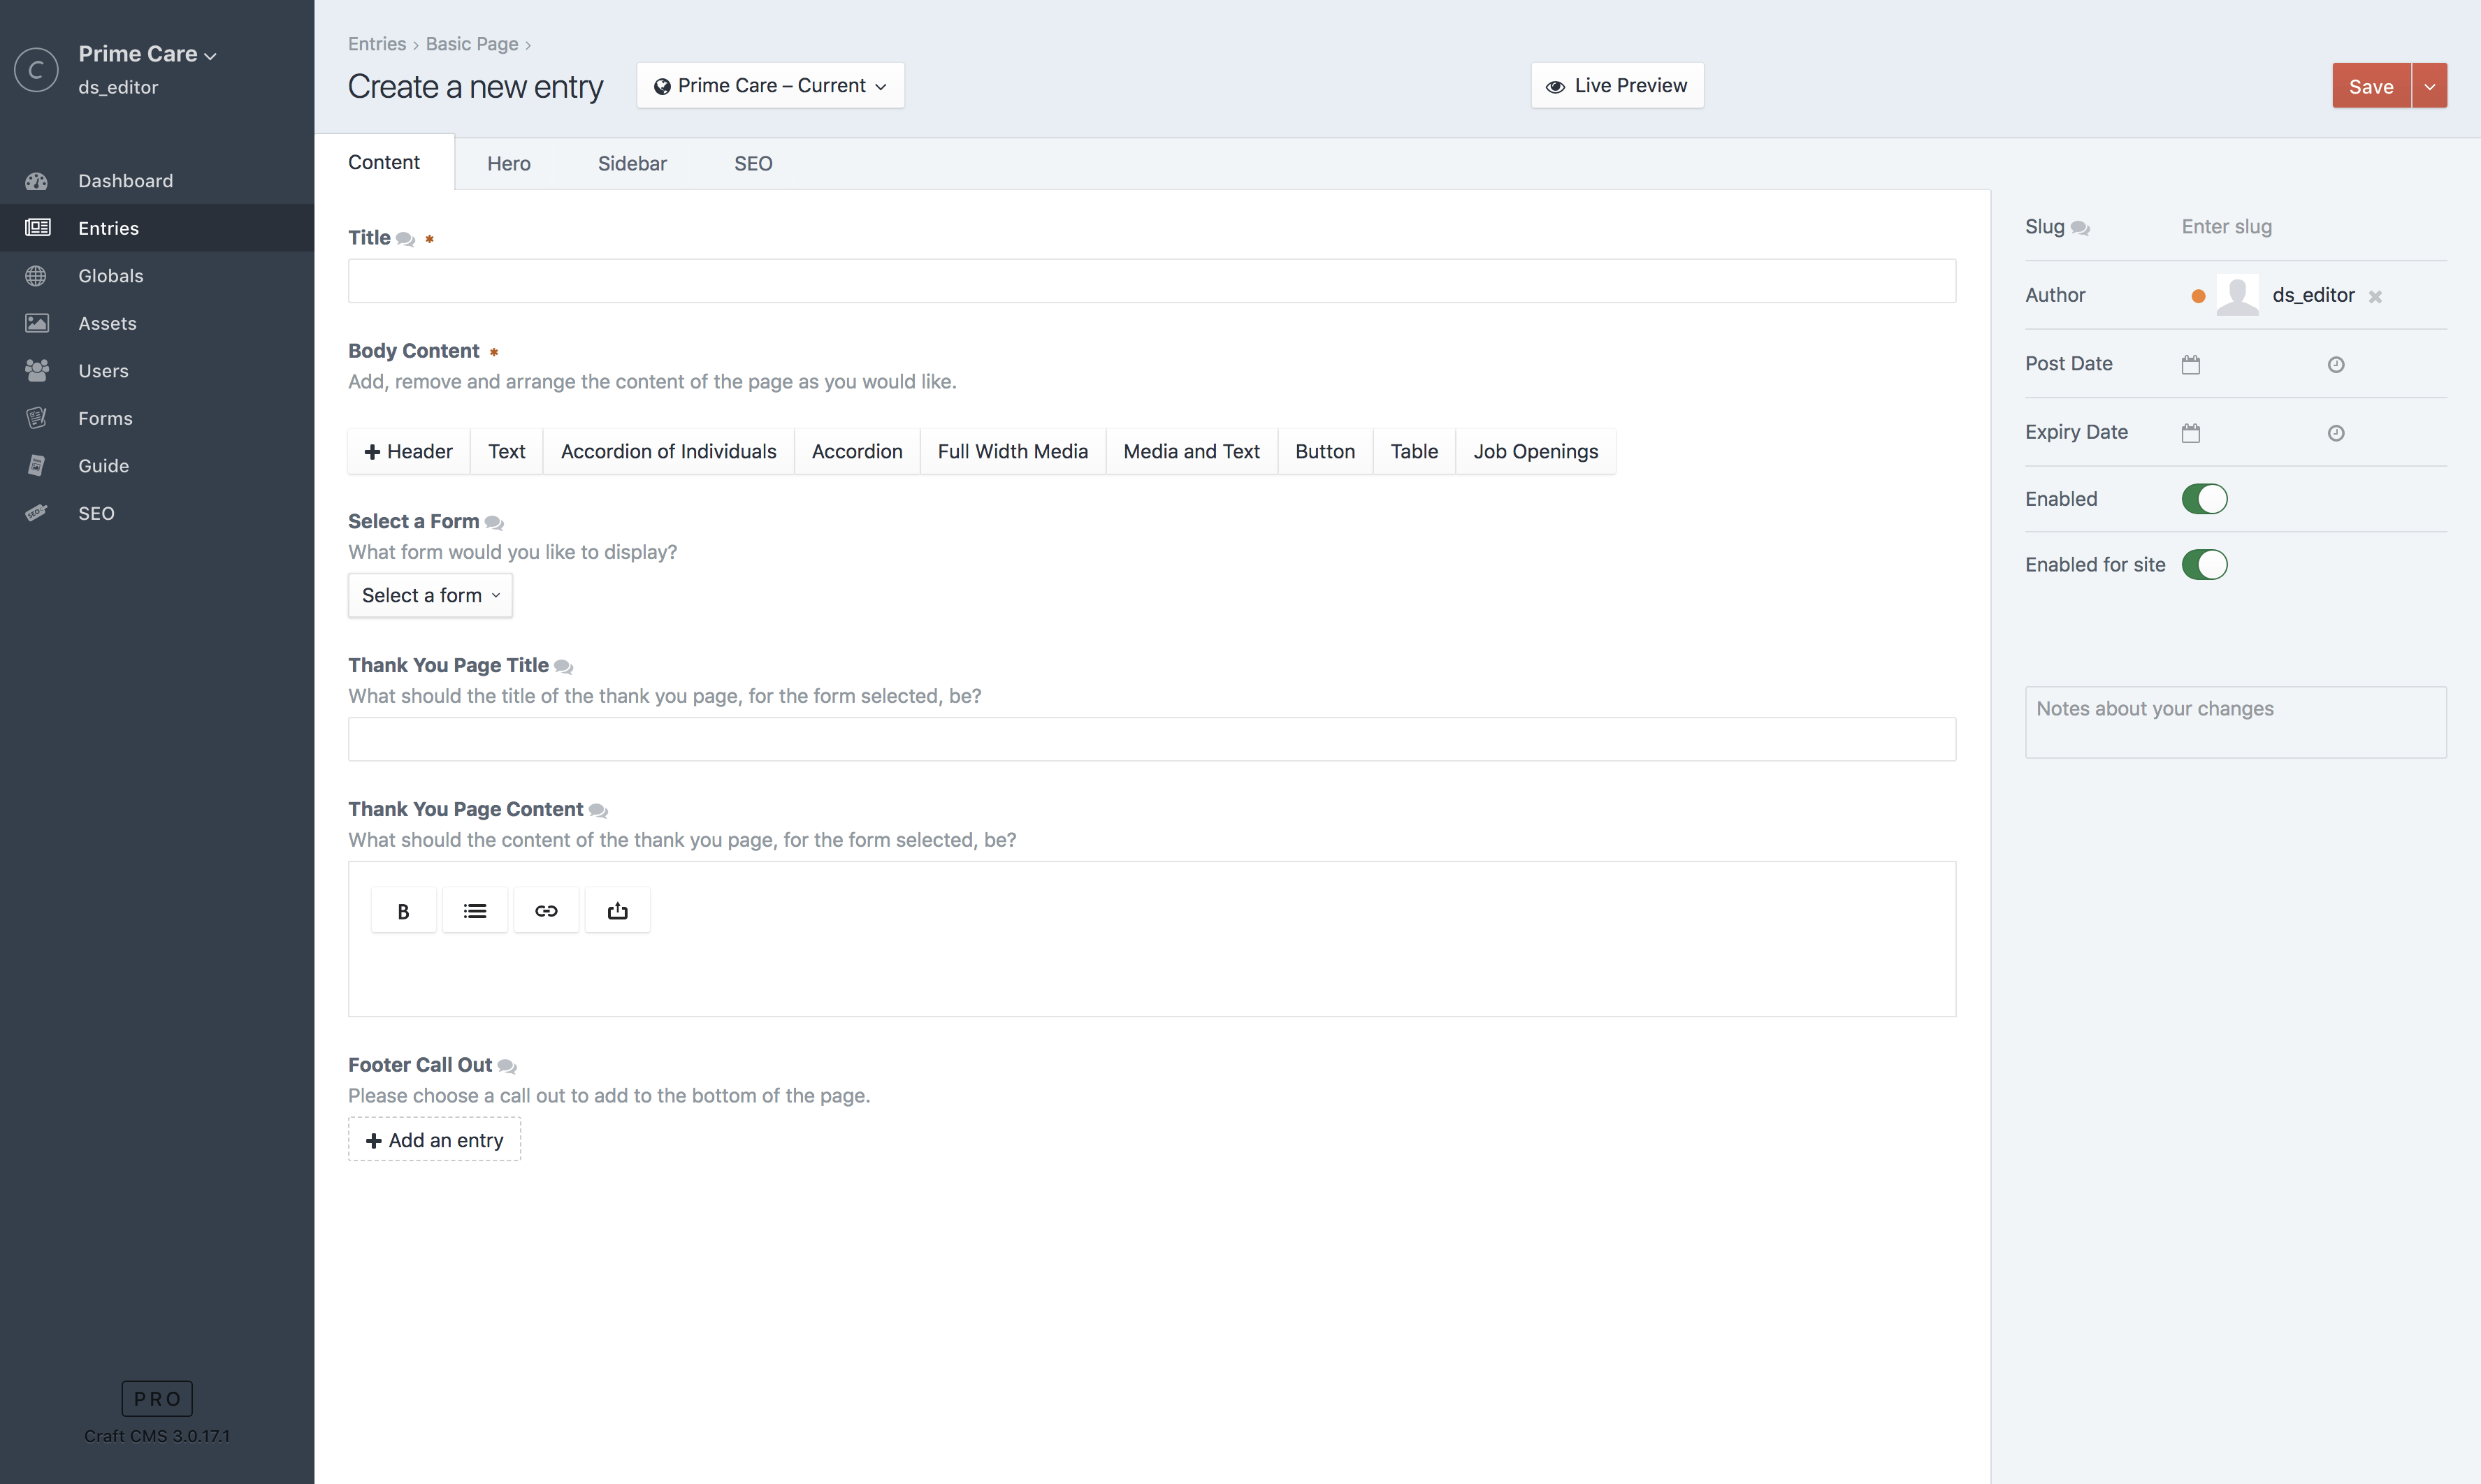 C
Prime Care
ds_editor
Dashboard
Entries
Globals
Assets
Users
Forms
Guide
SEO
PRO
Craft CMS 3.0.17.1
Entries › Basic Page ›
Create a new entry
Prime Care – Current
Live Preview
Save
Content
Hero
Sidebar
SEO
Title *
Body Content *
Add, remove and arrange the content of the page as you would like.
+ Header
Text
Accordion of Individuals
Accordion
Full Width Media
Media and Text
Button
Table
Job Openings
Select a Form
What form would you like to display?
Select a form
Thank You Page Title
What should the title of the thank you page, for the form selected, be?
Thank You Page Content
What should the content of the thank you page, for the form selected, be?
B
Footer Call Out
Please choose a call out to add to the bottom of the page.
+ Add an entry
Slug
Enter slug
Author
ds_editor
Post Date
Expiry Date
Enabled
Enabled for site
Notes about your changes